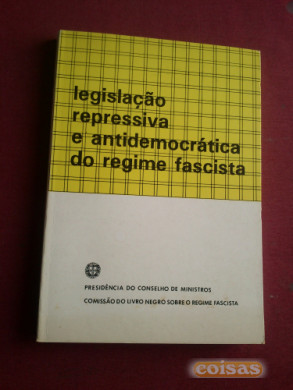 legislação
repressiva
e antidemocrática
do regime fascista
PRESIDÊNCIA DO CONSELHO DE MINISTROS
COMISSÃO DO LIVRO NEGRO SOBRE O REGIME FASCISTA
coisas